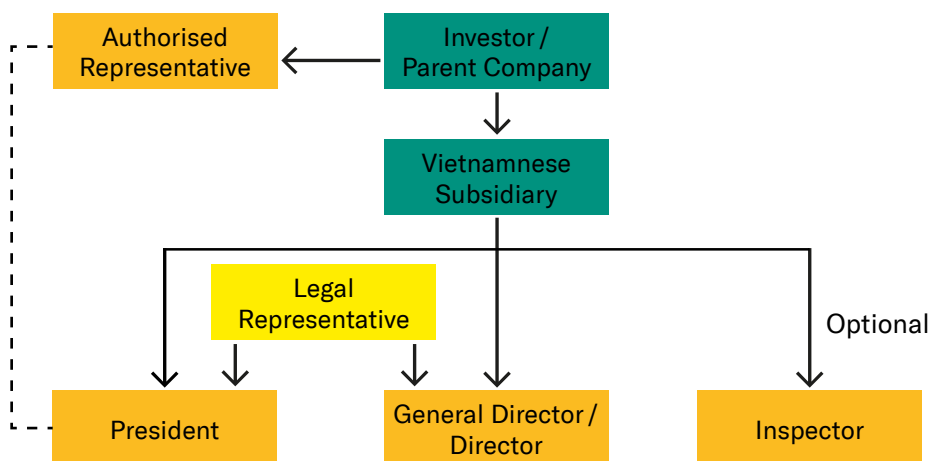 Authorised
Representative
Investor / 
Parent Company
Vietnamnese
Subsidiary
Legal
Representative
Optional
President
General Director /
Director
Inspector